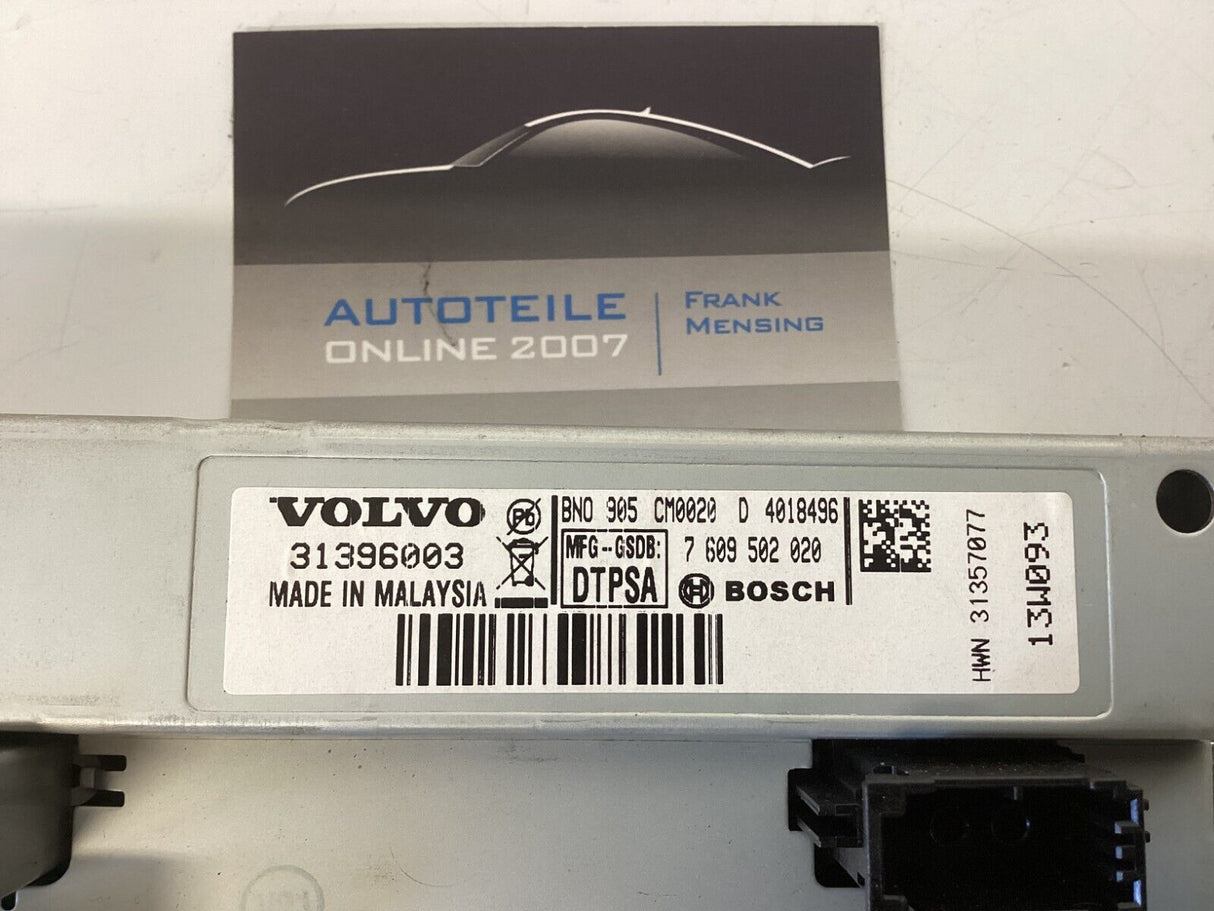 AUTOTEILE
ONLINE 2007
FRANK
MENSING
VOLVO
31396003
MADE IN MALAYSIA
Pb
BNO 905 CM0020 D 4018496
MFG-GSDB:
DTPSA
7 609 502 020
BOSCH
HWN 31357077
13W093